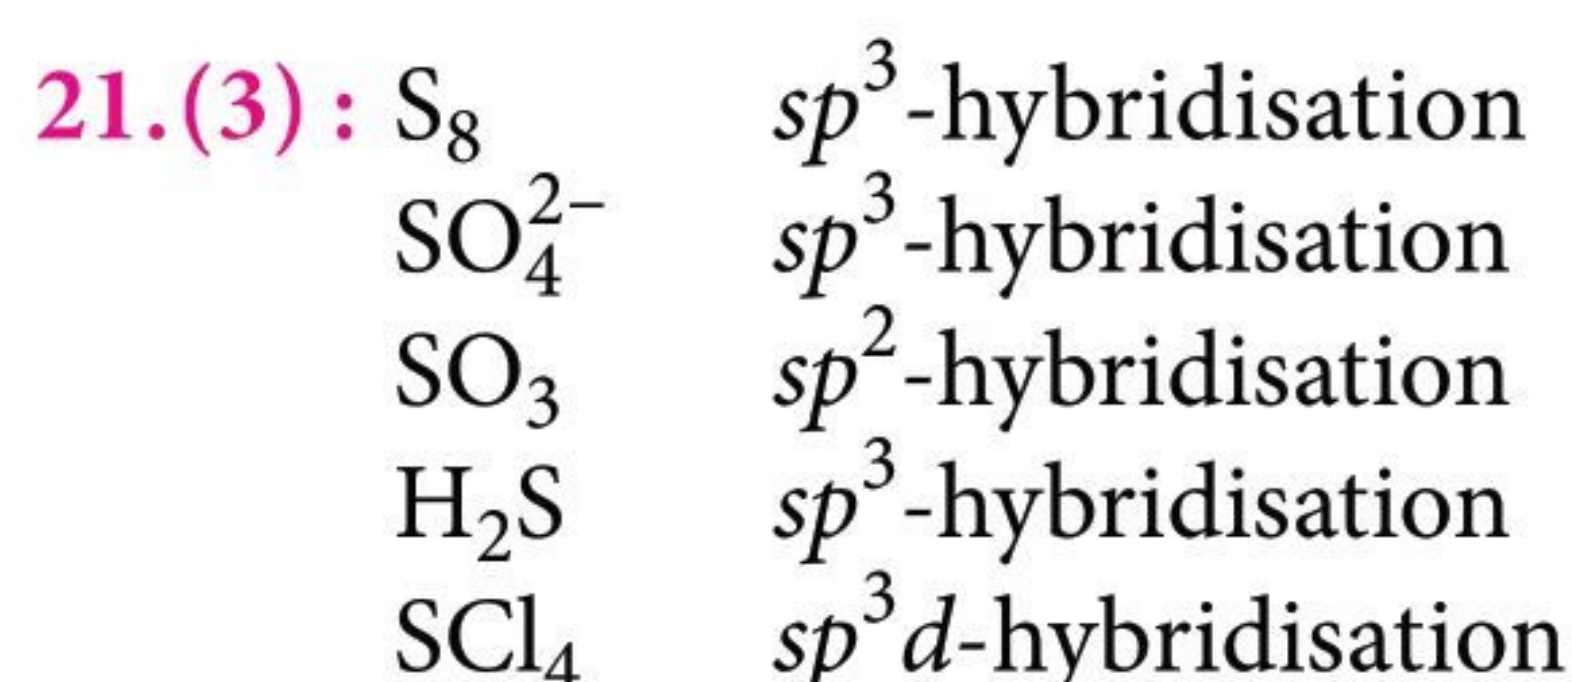 21.(3) : S₈ sp³-hybridisation
SO₄²⁻ sp³-hybridisation
SO₃ sp²-hybridisation
H₂S sp³-hybridisation
SCl₄ sp³d-hybridisation